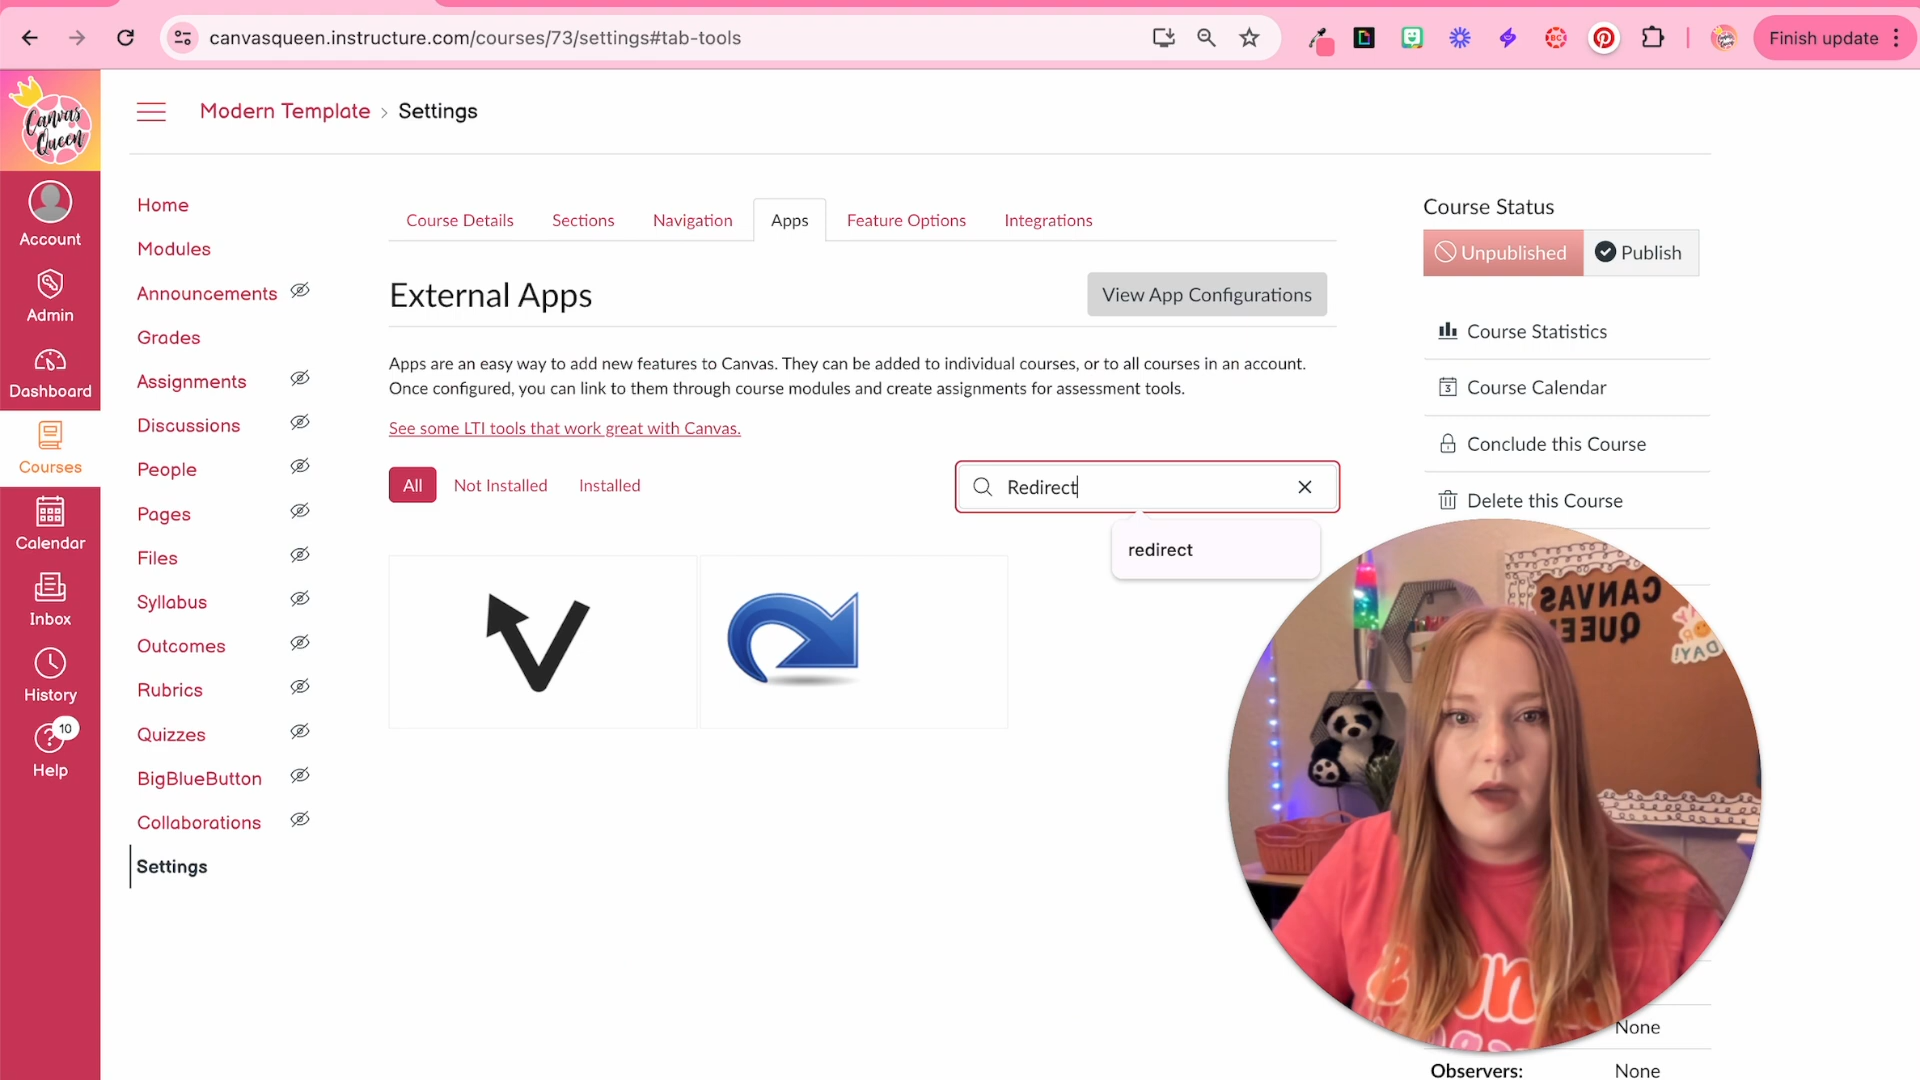 canvasqueen.instructure.com/courses/73/settings#tab-tools
Finish update
Canvas
Queen
Modern Template > Settings
Account
Admin
Dashboard
Courses
Calendar
Inbox
History
10
Help
Home
Modules
Announcements
Grades
Assignments
Discussions
People
Pages
Files
Syllabus
Outcomes
Rubrics
Quizzes
BigBlueButton
Collaborations
Settings
Course Details Sections Navigation Apps Feature Options Integrations
External Apps
View App Configurations
Apps are an easy way to add new features to Canvas. They can be added to individual courses, or to all courses in an account.
Once configured, you can link to them through course modules and create assignments for assessment tools.
See some LTI tools that work great with Canvas.
All Not Installed Installed
Redirect
redirect
Course Status
Unpublished Publish
Course Statistics
3 Course Calendar
Conclude this Course
Delete this Course
CANVAS
QUEEN
DAY!
None
Observers: None